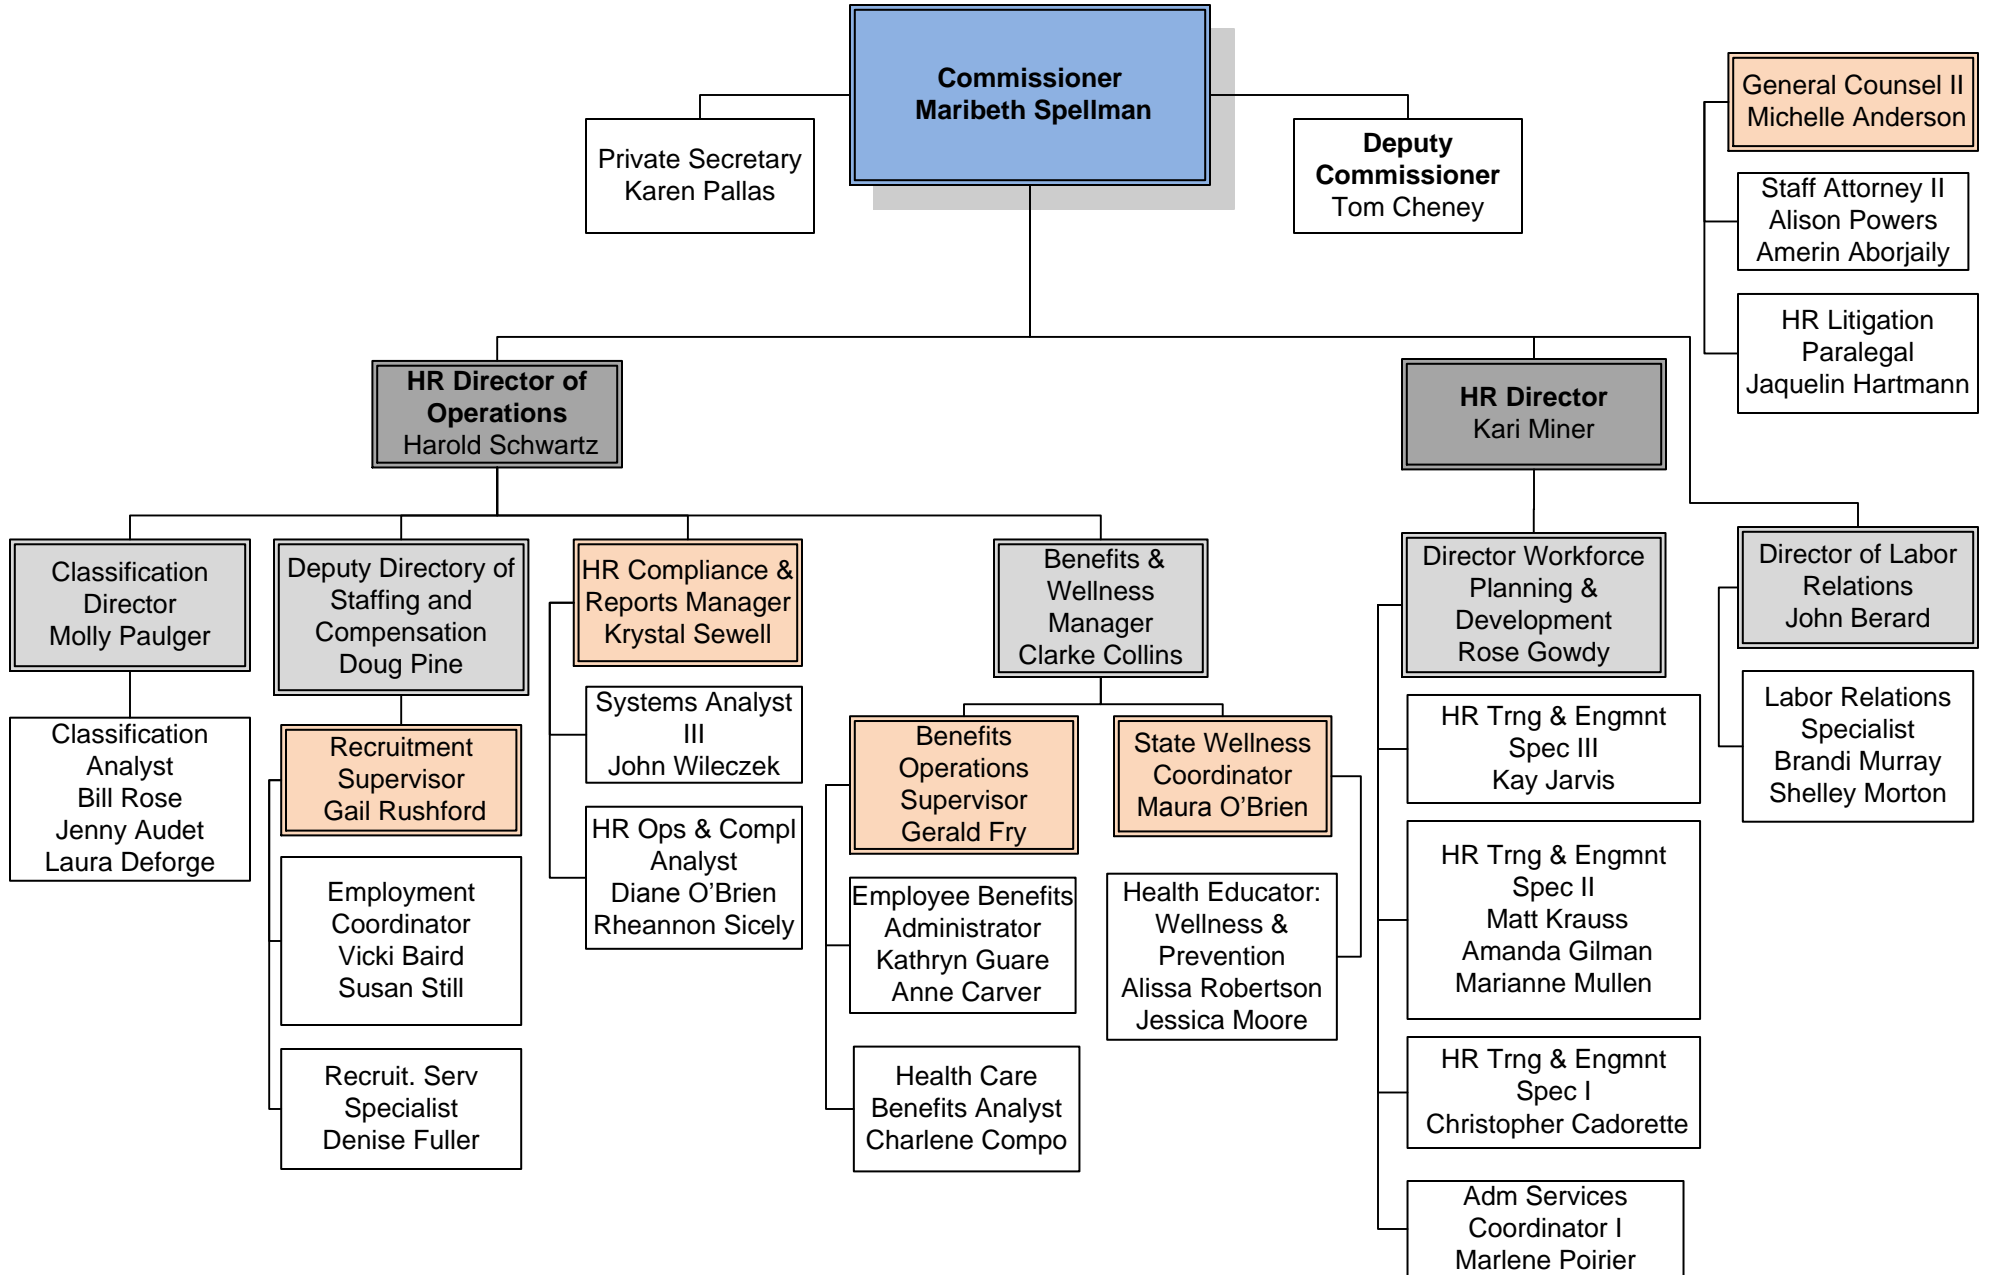 Commissioner
Maribeth Spellman
Private Secretary
Karen Pallas
Deputy
Commissioner
Tom Cheney
General Counsel II
Michelle Anderson
Staff Attorney II
Alison Powers
Amerin Aborjaily
HR Litigation
Paralegal
Jaquelin Hartmann
HR Director of
Operations
Harold Schwartz
HR Director
Kari Miner
Classification
Director
Molly Paulger
Classification
Analyst
Bill Rose
Jenny Audet
Laura Deforge
Deputy Directory of
Staffing and
Compensation
Doug Pine
Recruitment
Supervisor
Gail Rushford
Employment
Coordinator
Vicki Baird
Susan Still
Recruit. Serv
Specialist
Denise Fuller
HR Compliance &
Reports Manager
Krystal Sewell
Systems Analyst
III
John Wileczek
HR Ops & Compl
Analyst
Diane O’Brien
Rheannon Sicely
Benefits &
Wellness
Manager
Clarke Collins
Benefits
Operations
Supervisor
Gerald Fry
Employee Benefits
Administrator
Kathryn Guare
Anne Carver
Health Care
Benefits Analyst
Charlene Compo
State Wellness
Coordinator
Maura O’Brien
Health Educator:
Wellness &
Prevention
Alissa Robertson
Jessica Moore
Director Workforce
Planning &
Development
Rose Gowdy
HR Trng & Engmnt
Spec III
Kay Jarvis
HR Trng & Engmnt
Spec II
Matt Krauss
Amanda Gilman
Marianne Mullen
HR Trng & Engmnt
Spec I
Christopher Cadorette
Adm Services
Coordinator I
Marlene Poirier
Director of Labor
Relations
John Berard
Labor Relations
Specialist
Brandi Murray
Shelley Morton